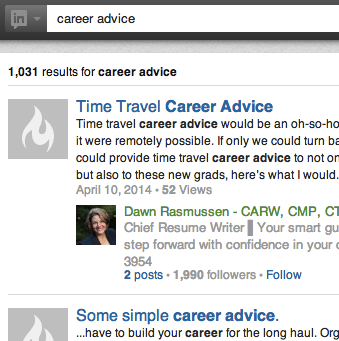 in
career advice
1,031 results for career advice
Time Travel Career Advice
Time travel career advice would be an oh-so-ho
it were remotely possible. If only we could turn ba
could provide time travel career advice to not on
but also to these new grads, here's what I would.
April 10, 2014 • 52 Views
Dawn Rasmussen - CARW, CMP, CT
Chief Resume Writer ▌Your smart gu
step forward with confidence in your c
3954
2 posts • 1,990 followers • Follow
Some simple career advice.
...have to build your career for the long haul. Org